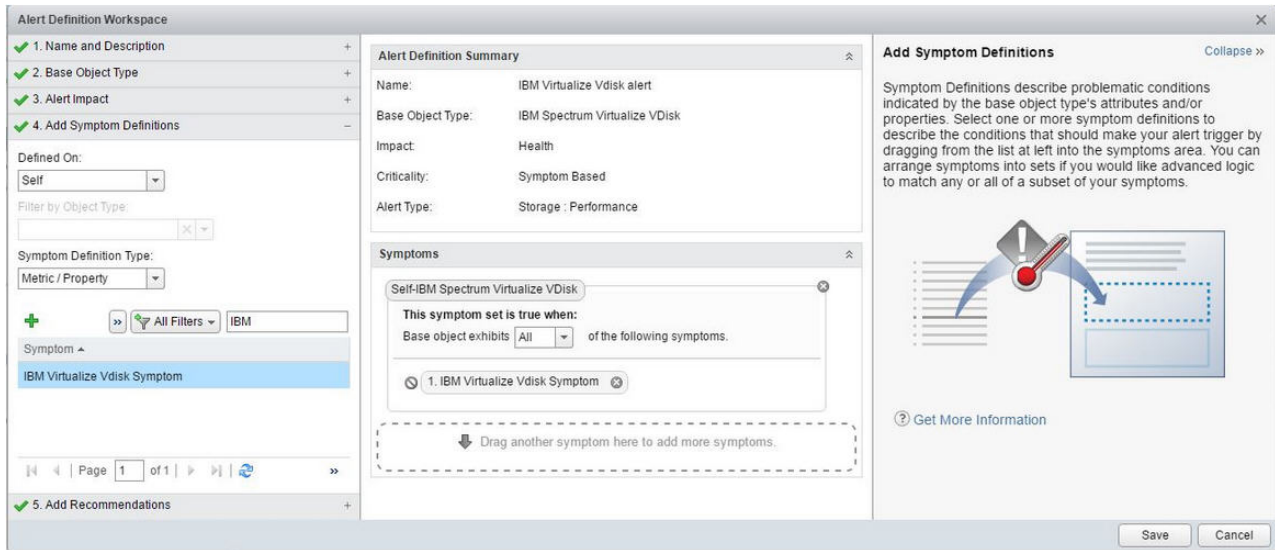 Alert Definition Workspace
1. Name and Description
2. Base Object Type
3. Alert Impact
4. Add Symptom Definitions
Defined On:
Self
Filter by Object Type:
Symptom Definition Type:
Metric / Property
All Filters
IBM
Symptom
IBM Virtualize Vdisk Symptom
Page 1 of 1
5. Add Recommendations
Alert Definition Summary
Name: IBM Virtualize Vdisk alert
Base Object Type: IBM Spectrum Virtualize VDisk
Impact: Health
Criticality: Symptom Based
Alert Type: Storage : Performance
Symptoms
Self-IBM Spectrum Virtualize VDisk
This symptom set is true when:
Base object exhibits All of the following symptoms.
1. IBM Virtualize Vdisk Symptom
Drag another symptom here to add more symptoms.
Add Symptom Definitions
Collapse »
Symptom Definitions describe problematic conditions
indicated by the base object type's attributes and/or
properties. Select one or more symptom definitions to
describe the conditions that should make your alert trigger by
dragging from the list at left into the symptoms area. You can
arrange symptoms into sets if you would like advanced logic
to match any or all of a subset of your symptoms.
Get More Information
Save
Cancel